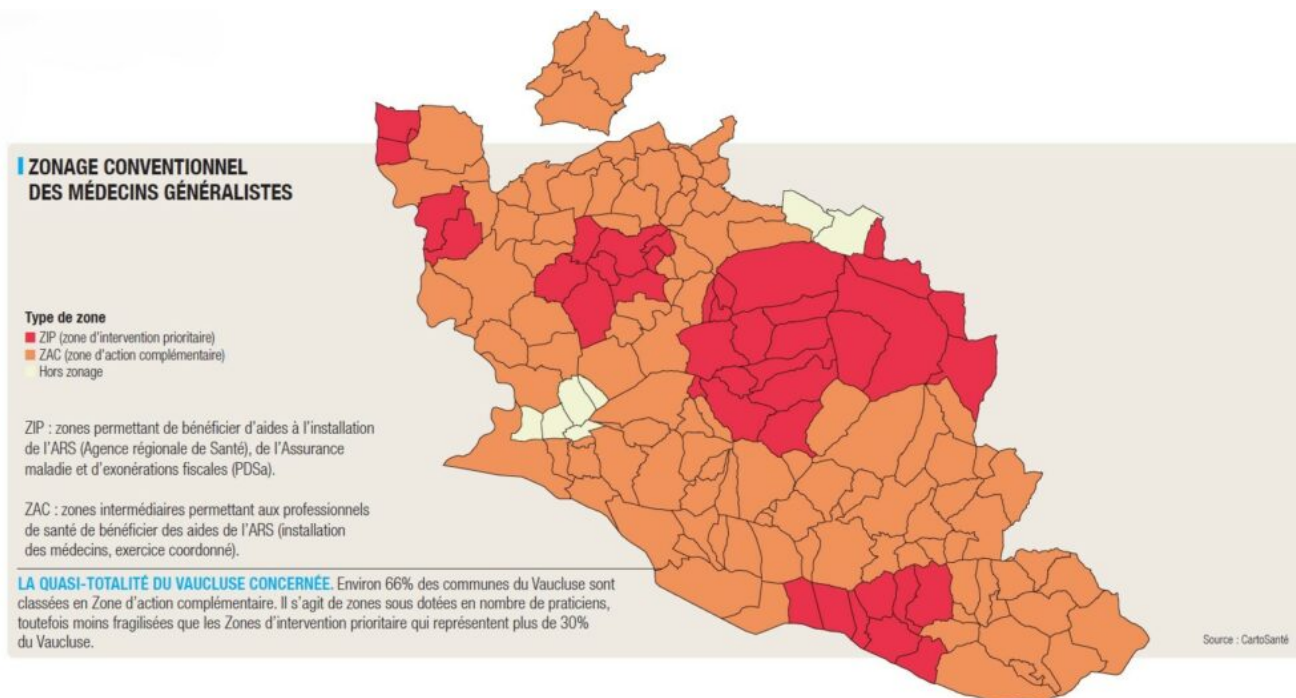 ZONAGE CONVENTIONNEL
DES MÉDECINS GÉNÉRALISTES
Type de zone
ZIP (zone d'intervention prioritaire)
ZAC (zone d'action complémentaire)
Hors zonage
ZIP : zones permettant de bénéficier d'aides à l'installation
de l'ARS (Agence régionale de Santé), de l'Assurance
maladie et d'exonérations fiscales (PDSa).
ZAC : zones intermédiaires permettant aux professionnels
de santé de bénéficier des aides de l'ARS (installation
des médecins, exercice coordonné).
LA QUASI-TOTALITÉ DU VAUCLUSE CONCERNÉE. Environ 66% des communes du Vaucluse sont
classées en Zone d'action complémentaire. Il s'agit de zones sous dotées en nombre de praticiens,
toutefois moins fragilisées que les Zones d'intervention prioritaire qui représentent plus de 30%
du Vaucluse.
Source : CartoSanté